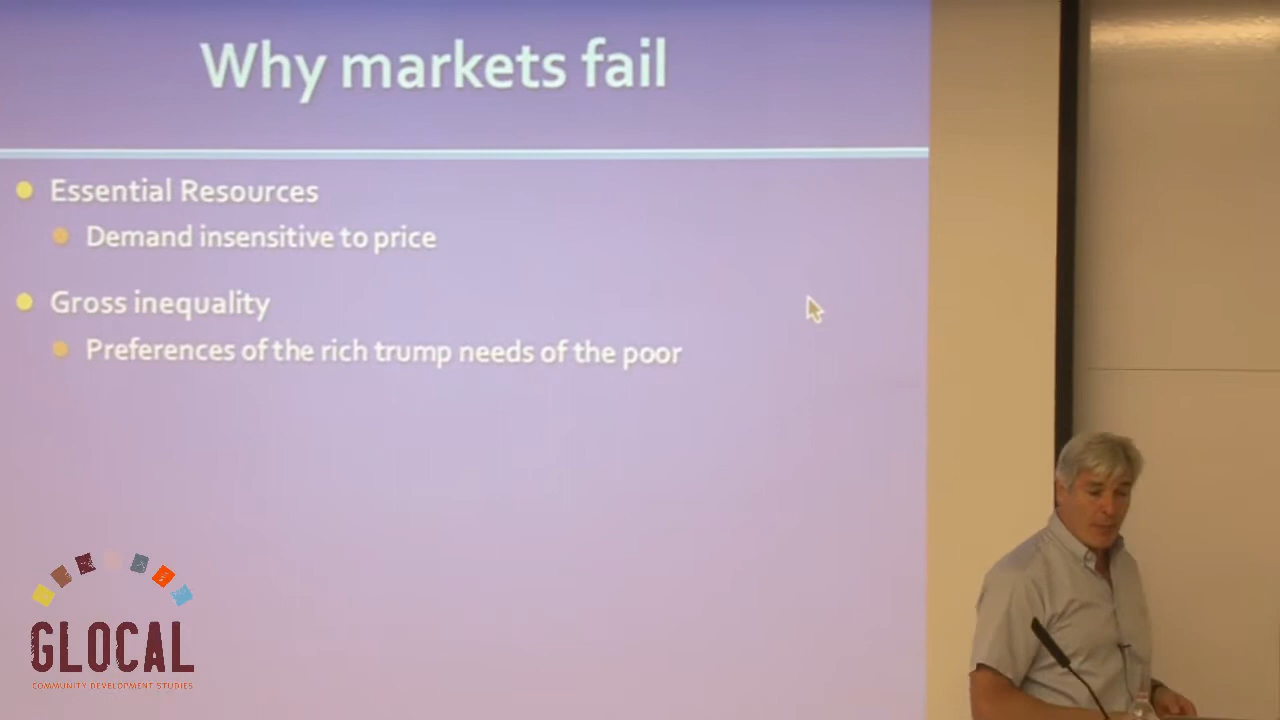 Why markets fail
Essential Resources
Demand insensitive to price
Gross inequality
Preferences of the rich trump needs of the poor
GLOCAL
COMMUNITY DEVELOPMENT STUDIES